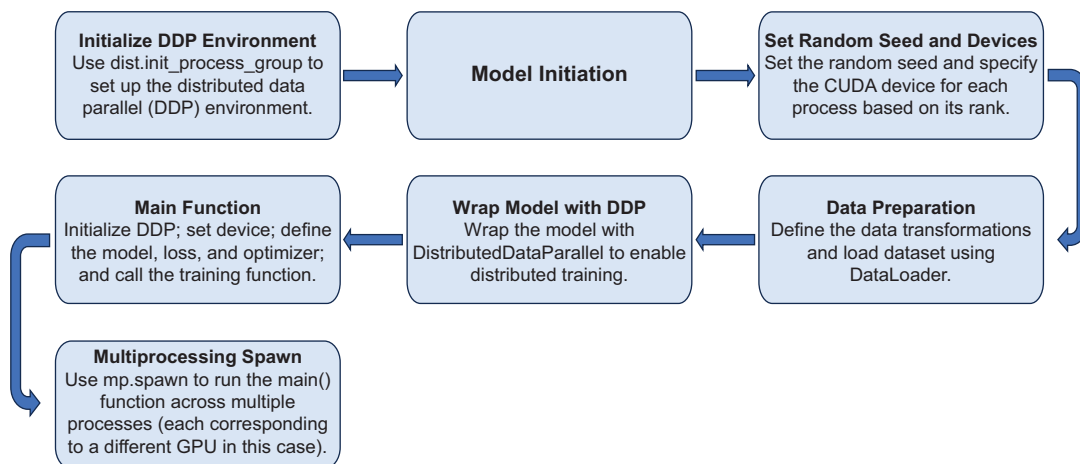 Initialize DDP Environment
Use dist.init_process_group to
set up the distributed data
parallel (DDP) environment.
Model Initiation
Set Random Seed and Devices
Set the random seed and specify
the CUDA device for each
process based on its rank.
Data Preparation
Define the data transformations
and load dataset using
DataLoader.
Wrap Model with DDP
Wrap the model with
DistributedDataParallel to enable
distributed training.
Main Function
Initialize DDP; set device; define
the model, loss, and optimizer;
and call the training function.
Multiprocessing Spawn
Use mp.spawn to run the main()
function across multiple
processes (each corresponding
to a different GPU in this case).